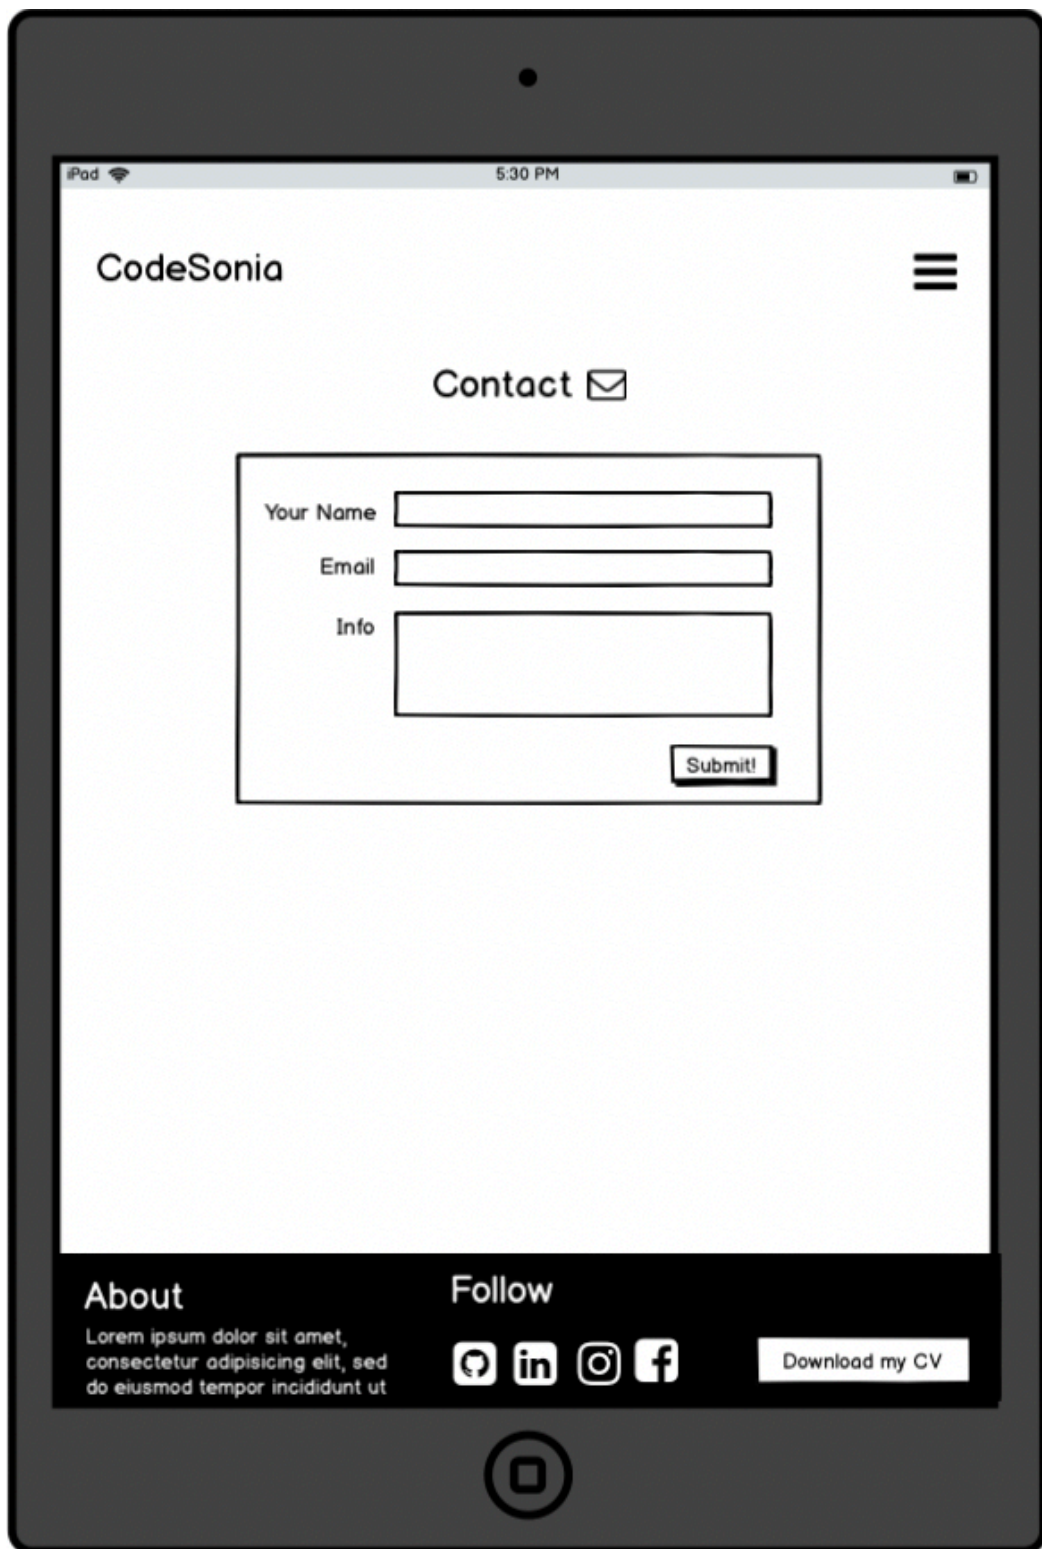 iPad
5:30 PM
CodeSonia
Contact
Your Name
Email
Info
Submit!
About
Lorem ipsum dolor sit amet,
consectetur adipisicing elit, sed
do eiusmod tempor incididunt ut
Follow
in
f
Download my CV